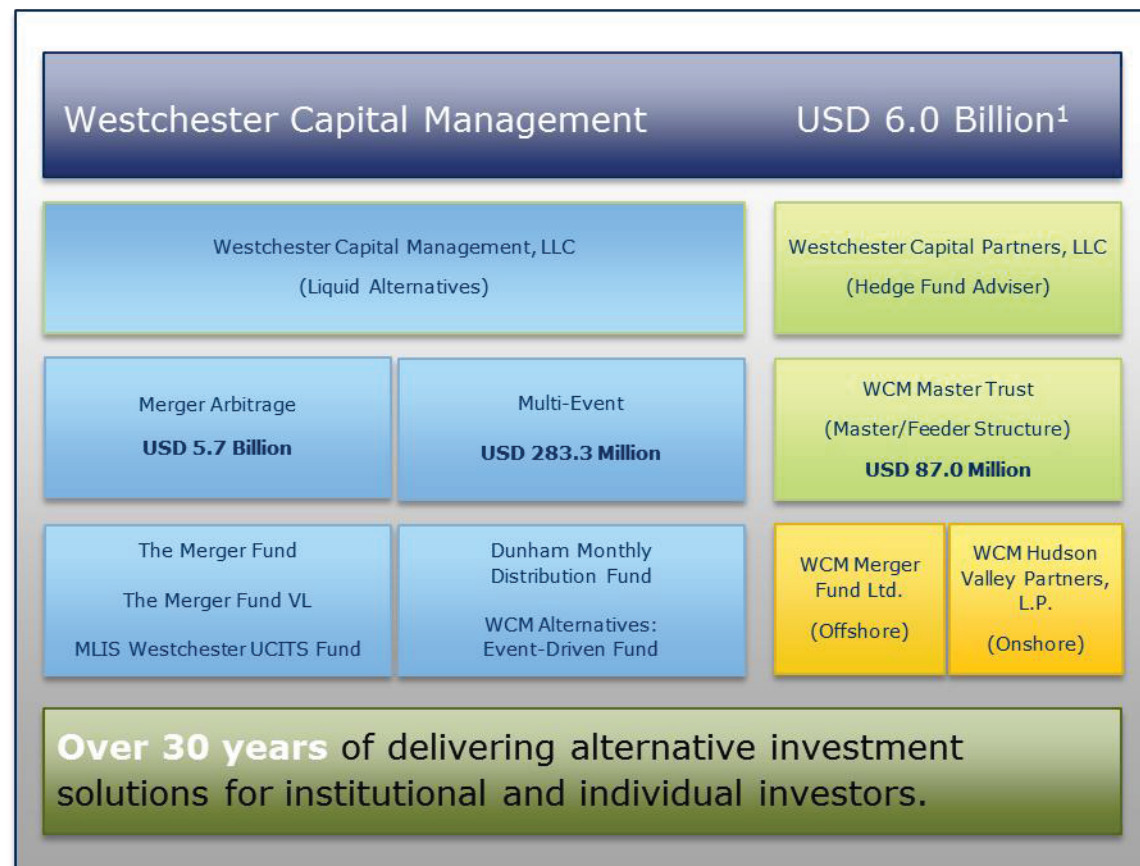 Westchester Capital Management USD 6.0 Billion¹
Westchester Capital Management, LLC
(Liquid Alternatives)
Westchester Capital Partners, LLC
(Hedge Fund Adviser)
Merger Arbitrage
USD 5.7 Billion
Multi-Event
USD 283.3 Million
WCM Master Trust
(Master/Feeder Structure)
USD 87.0 Million
The Merger Fund
The Merger Fund VL
MLIS Westchester UCITS Fund
Dunham Monthly
Distribution Fund
WCM Alternatives:
Event-Driven Fund
WCM Merger
Fund Ltd.
(Offshore)
WCM Hudson
Valley Partners,
L.P.
(Onshore)
Over 30 years of delivering alternative investment
solutions for institutional and individual investors.